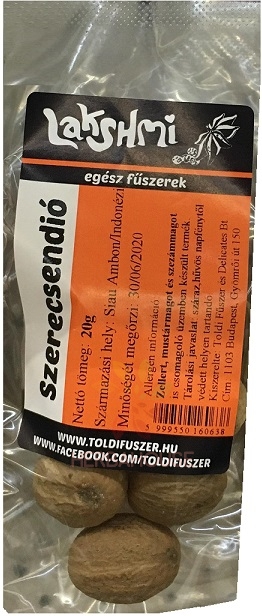 Lakshmi
egész fűszerek
Szerecsendió
Nettó tömeg: 20g
Származási hely: Siau Ambon/Indonézi
Minőségét megőrzi: 30/06/2020
Allergén információ:
Zellert, mustármagot és szezámmagot
is csomagoló üzemben készült termék
Tárolási javaslat: száraz, hűvös napfénytől
védett helyen tartandó
Kiszerelte: Toldi Fűszer és Delicates Bt
Cím 1103 Budapest, Gyömrői út 150
5 999550 160638
WWW.TOLDIFUSZER.HU
WWW.FACEBOOK.COM/TOLDIFUSZER